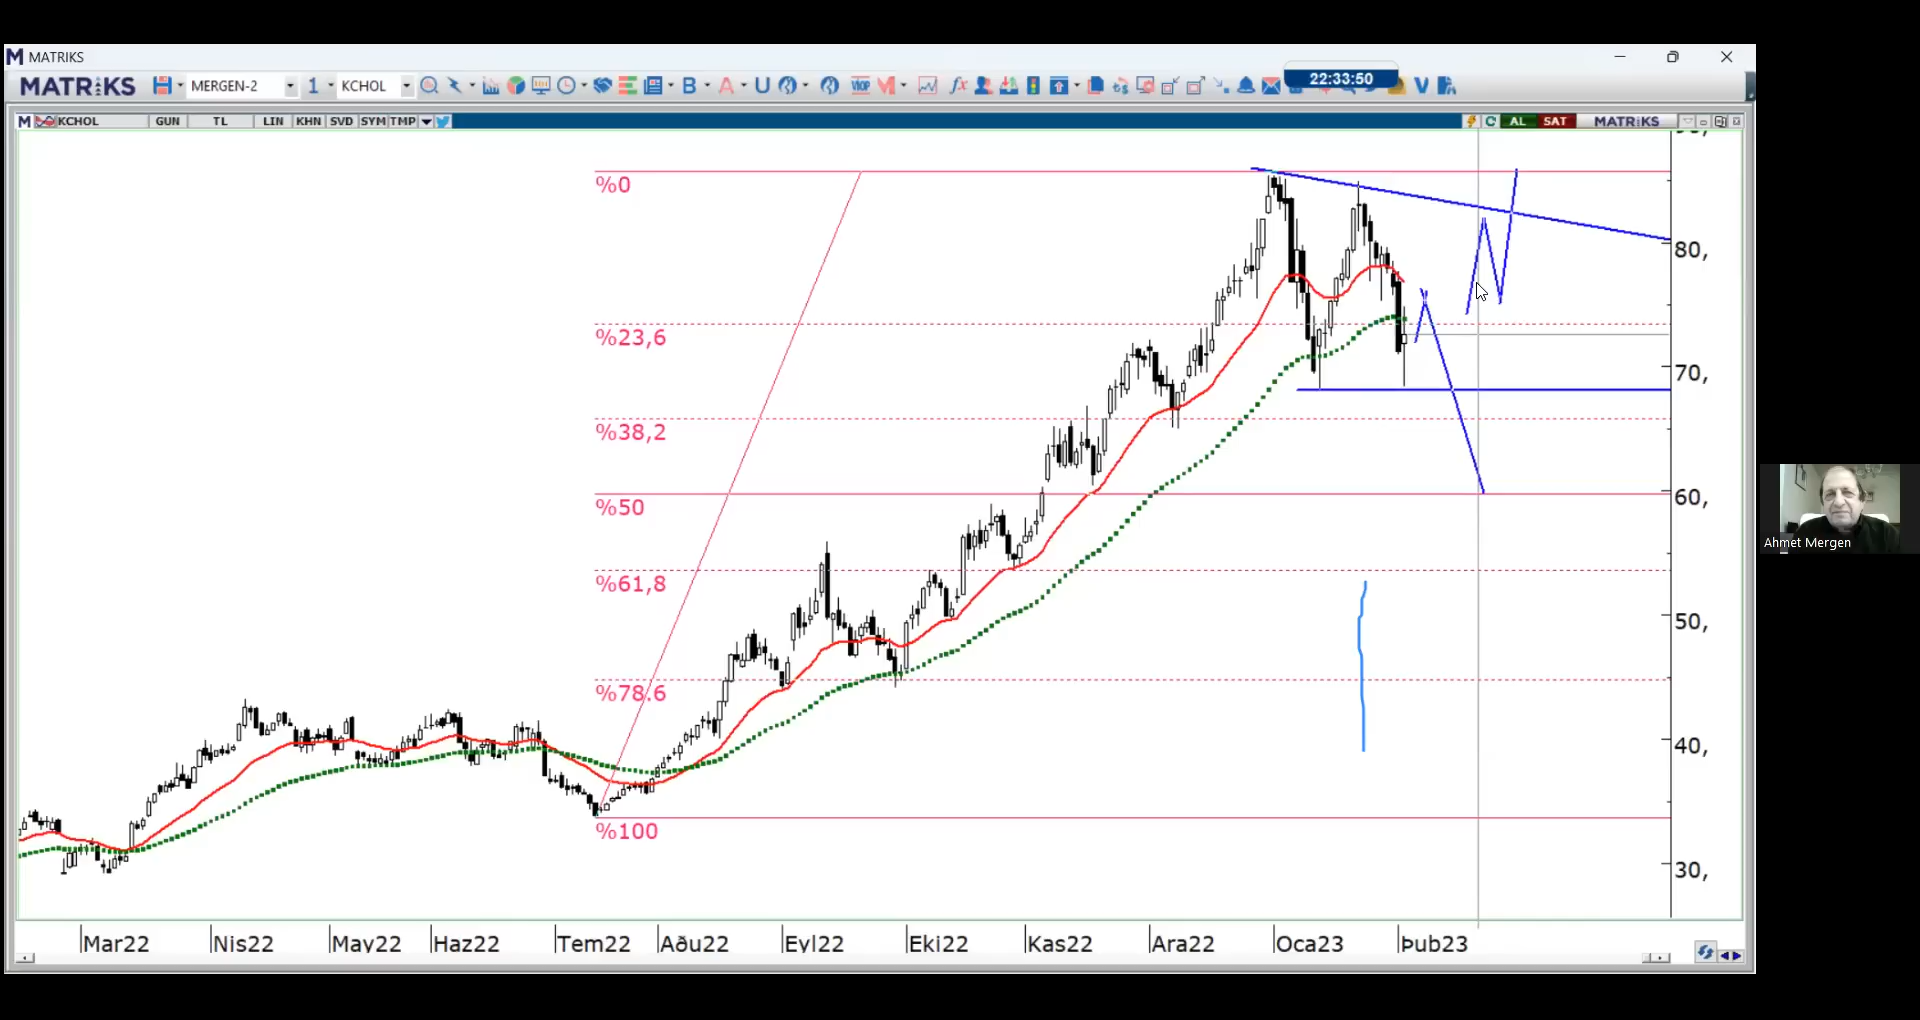 MATRIKS
MATRiKS MERGEN-2 1 KCHOL B A U VIOP M fx 22:33:50 V
M KCHOL GUN TL LIN KHN SVD SYM TMP AL SAT MATRiKS
%0
80,
%23,6
70,
%38,2
60,
%50
%61,8
50,
%78.6
40,
%100
30,
Mar22 Nis22 May22 Haz22 Tem22 Aðu22 Eyl22 Eki22 Kas22 Ara22 Oca23 Þub23
Ahmet Mergen